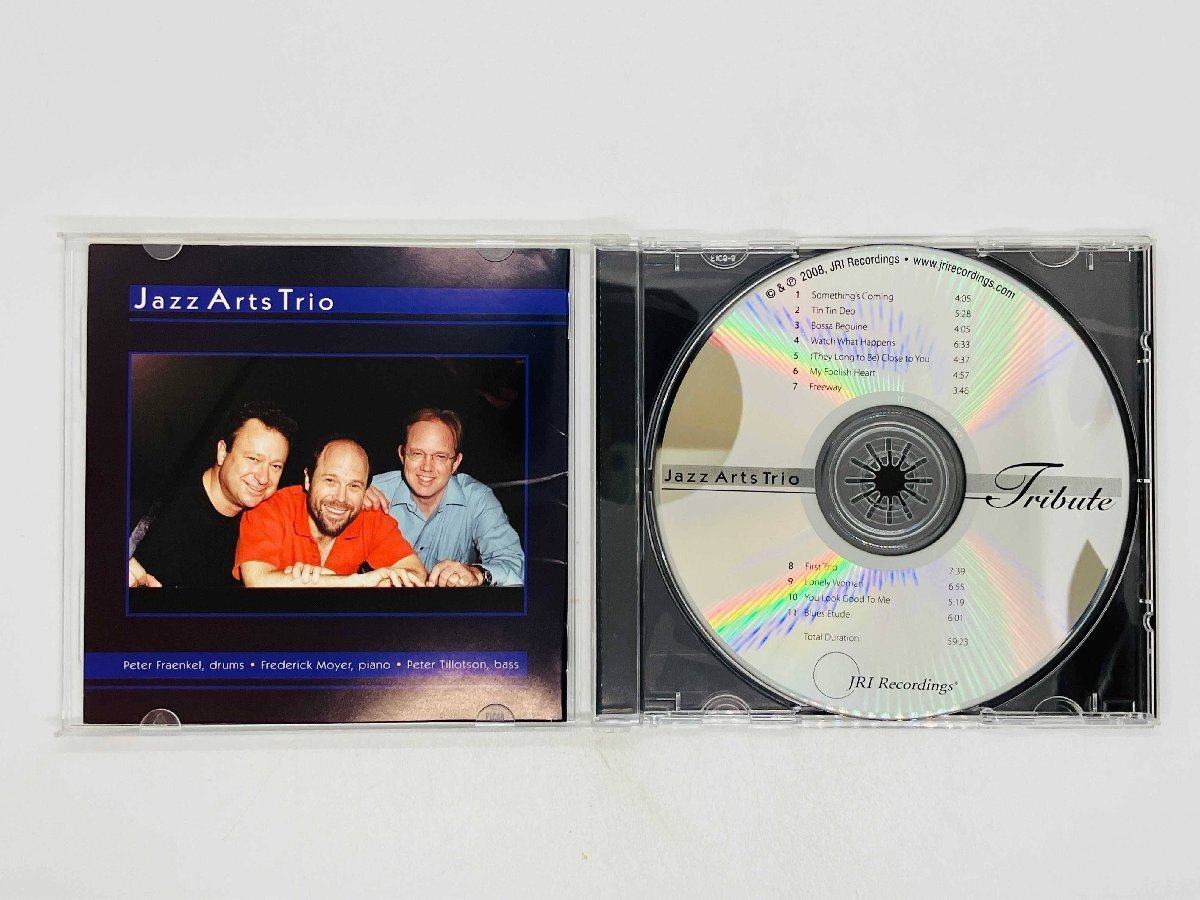 Jazz Arts Trio
Peter Fraenkel, drums • Frederick Moyer, piano • Peter Tillotson, bass
© & ℗ 2008, JRI Recordings • www.jrirecordings.com
1 Something's Coming 4:05
2 Tin Tin Deo 5:28
3 Bossa Beguine 4:05
4 Watch What Happens 6:33
5 (They Long to Be) Close to You 4:37
6 My Foolish Heart 4:57
7 Freeway 3:46
Jazz Arts Trio
Tribute
8 First Trio 7:39
9 Lonely Woman 6:55
10 You Look Good To Me 5:19
11 Blues Etude 6:01
Total Duration: 59:23
JRI Recordings®